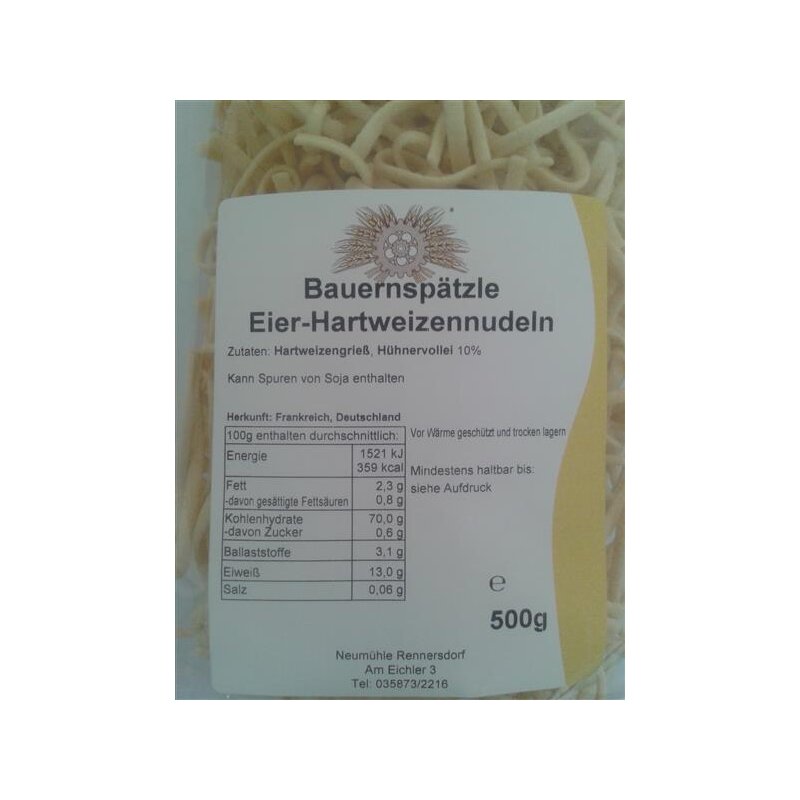 Bauernspätzle
Eier-Hartweizennudeln
Zutaten: Hartweizengrieß, Hühnervollei 10%
Kann Spuren von Soja enthalten
Herkunft: Frankreich, Deutschland
100g enthalten durchschnittlich:
Energie 1521 kJ
359 kcal
Fett 2,3 g
-davon gesättigte Fettsäuren 0,8 g
Kohlenhydrate 70,0 g
-davon Zucker 0,6 g
Ballaststoffe 3,1 g
Eiweiß 13,0 g
Salz 0,06 g
Vor Wärme geschützt und trocken lagern
Mindestens haltbar bis:
siehe Aufdruck
℮
500g
Neumühle Rennersdorf
Am Eichler 3
Tel: 035873/2216